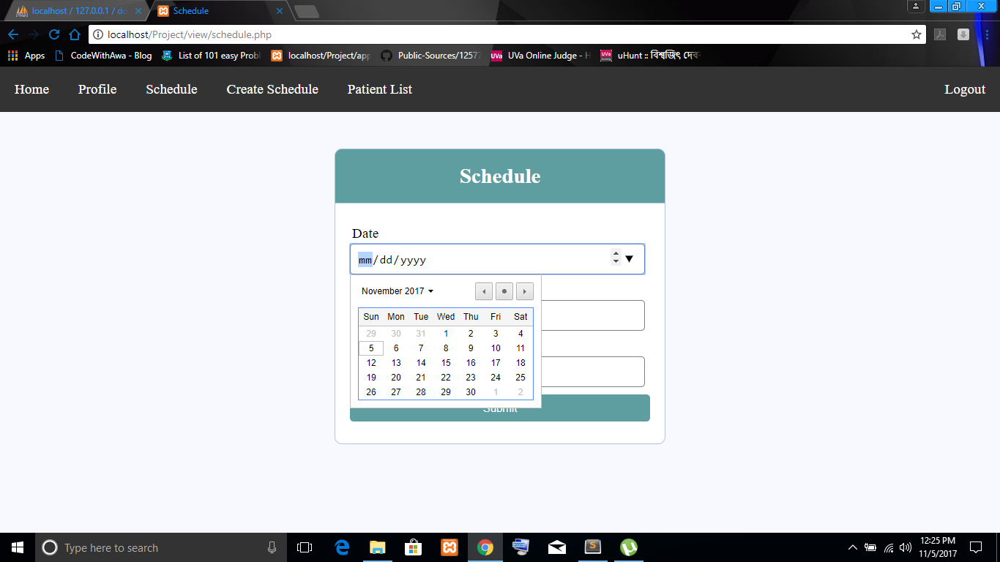 localhost / 127.0.0.1 / do
Schedule
localhost/Project/view/schedule.php
Apps
CodeWithAwa - Blog
List of 101 easy Probl
localhost/Project/app
Public-Sources/12577
UVa Online Judge - H
uHunt :: বিশ্বজিৎ দেব
Home
Profile
Schedule
Create Schedule
Patient List
Logout
Schedule
Date
mm/dd/yyyy
November 2017
Sun Mon Tue Wed Thu Fri Sat
29 30 31 1 2 3 4
5 6 7 8 9 10 11
12 13 14 15 16 17 18
19 20 21 22 23 24 25
26 27 28 29 30 1 2
Submit
Type here to search
12:25 PM
11/5/2017